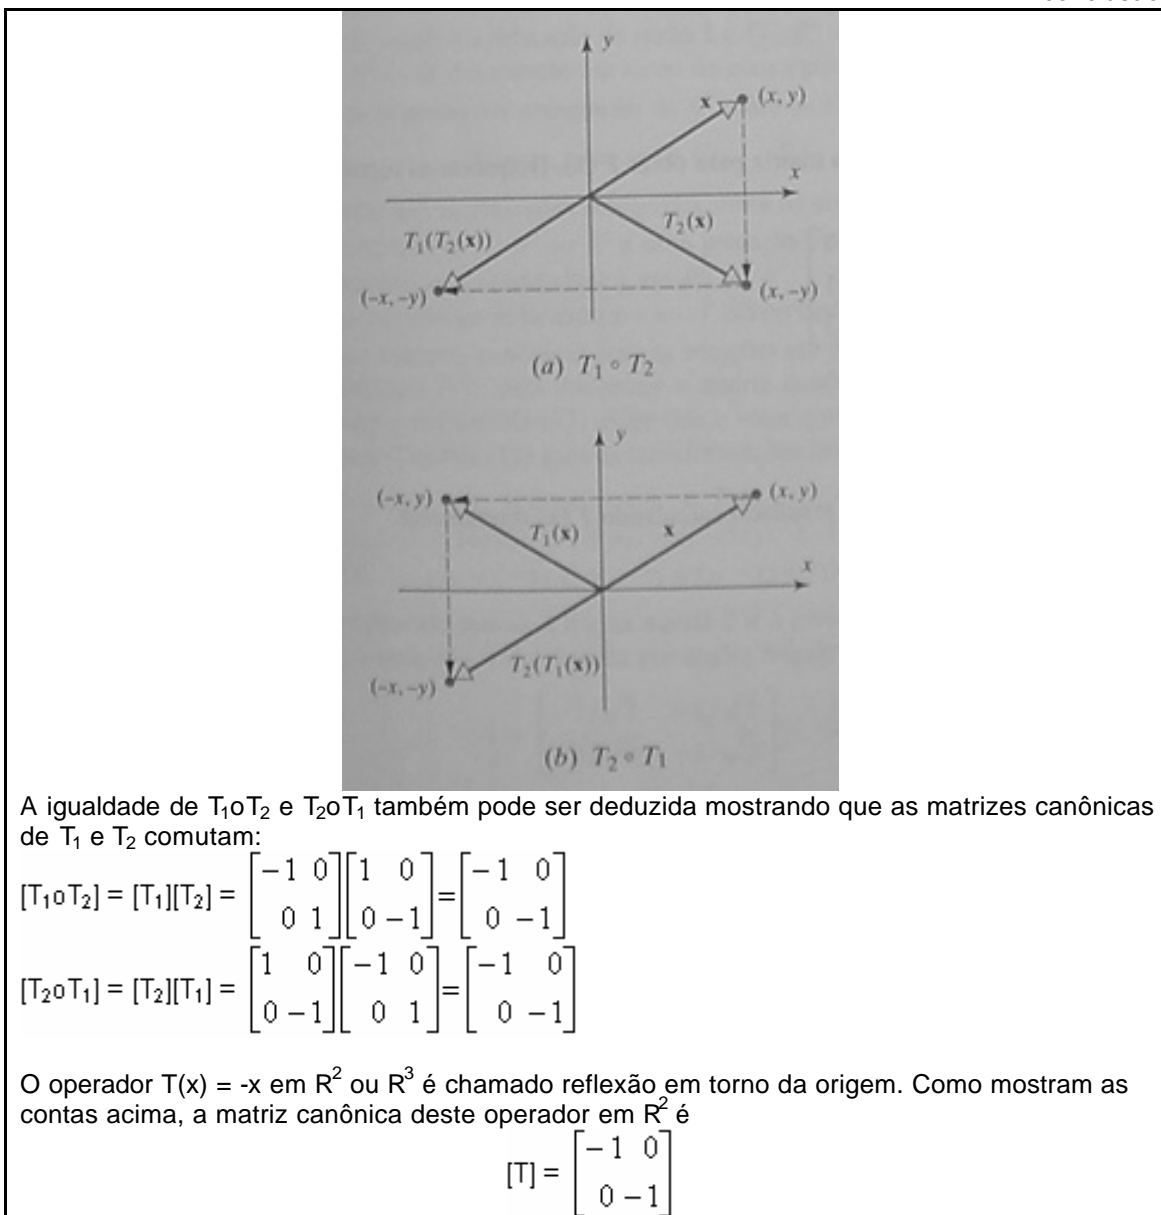 y
x (x, y)
x
T₁(T₂(x)) T₂(x)
(-x, -y) (x, -y)
(a) T₁ ∘ T₂
y
(-x, y) (x, y)
T₁(x) x
x
T₂(T₁(x))
(-x, -y)
(b) T₂ ∘ T₁
A igualdade de T₁oT₂ e T₂oT₁ também pode ser deduzida mostrando que as matrizes canônicas
de T₁ e T₂ comutam:
[T₁oT₂] = [T₁][T₂] = [-1 0; 0 1][1 0; 0 -1]=[-1 0; 0 -1]
[T₂oT₁] = [T₂][T₁] = [1 0; 0 -1][-1 0; 0 1]=[-1 0; 0 -1]
O operador T(x) = -x em R² ou R³ é chamado reflexão em torno da origem. Como mostram as
contas acima, a matriz canônica deste operador em R² é
[T] = [-1 0; 0 -1]